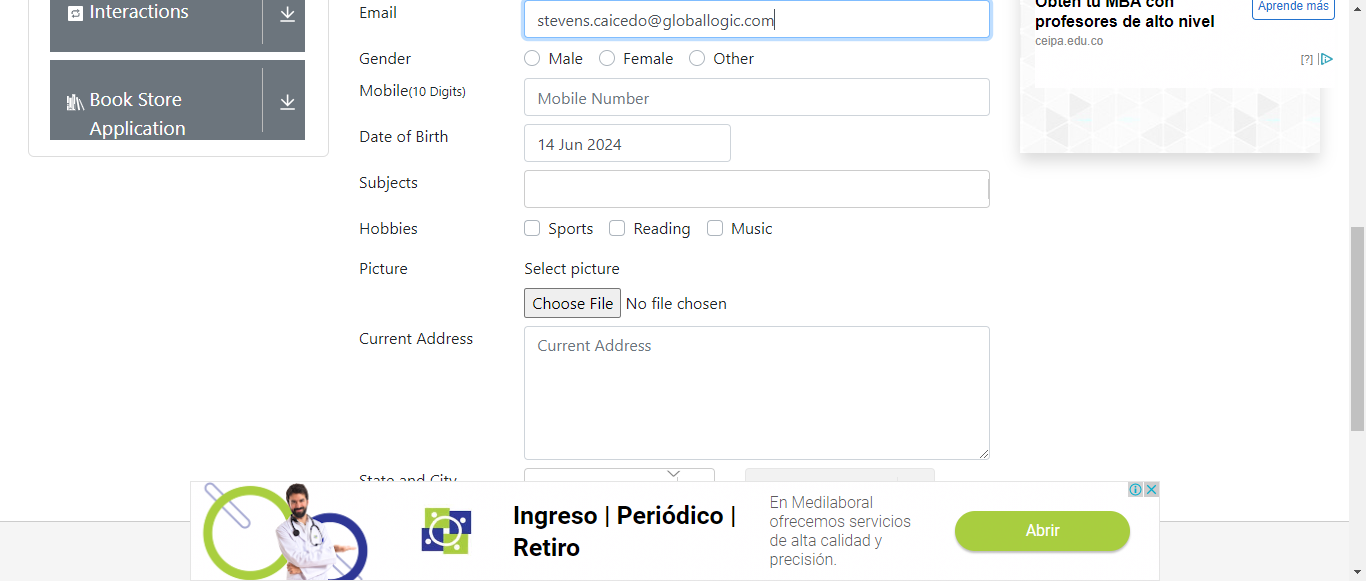 Interactions
Book Store
Application
Email
stevens.caicedo@globallogic.com
Gender
Male
Female
Other
Mobile(10 Digits)
Mobile Number
Date of Birth
14 Jun 2024
Subjects
Hobbies
Sports
Reading
Music
Picture
Select picture
Choose File No file chosen
Current Address
Current Address
State and City
Obtén tu MBA con
profesores de alto nivel
ceipa.edu.co
Aprende más
[?]
Ingreso | Periódico |
Retiro
En Medilaboral
ofrecemos servicios
de alta calidad y
precisión.
Abrir